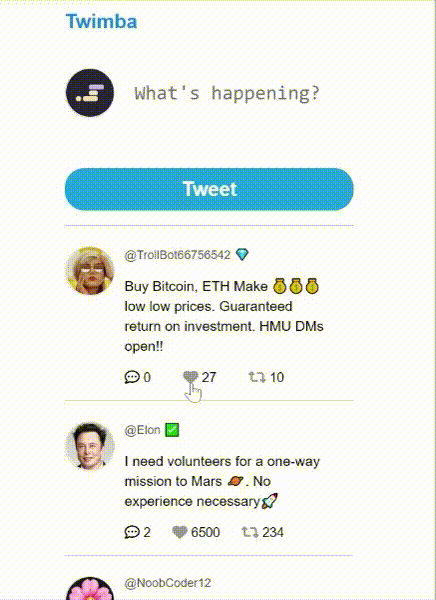 Twimba
What's happening?
Tweet
@TrollBot66756542 💎
Buy Bitcoin, ETH Make 💰💰💰
low low prices. Guaranteed
return on investment. HMU DMs
open!!
0 27 10
@Elon ✅
I need volunteers for a one-way
mission to Mars 🪐. No
experience necessary🚀
2 6500 234
@NoobCoder12